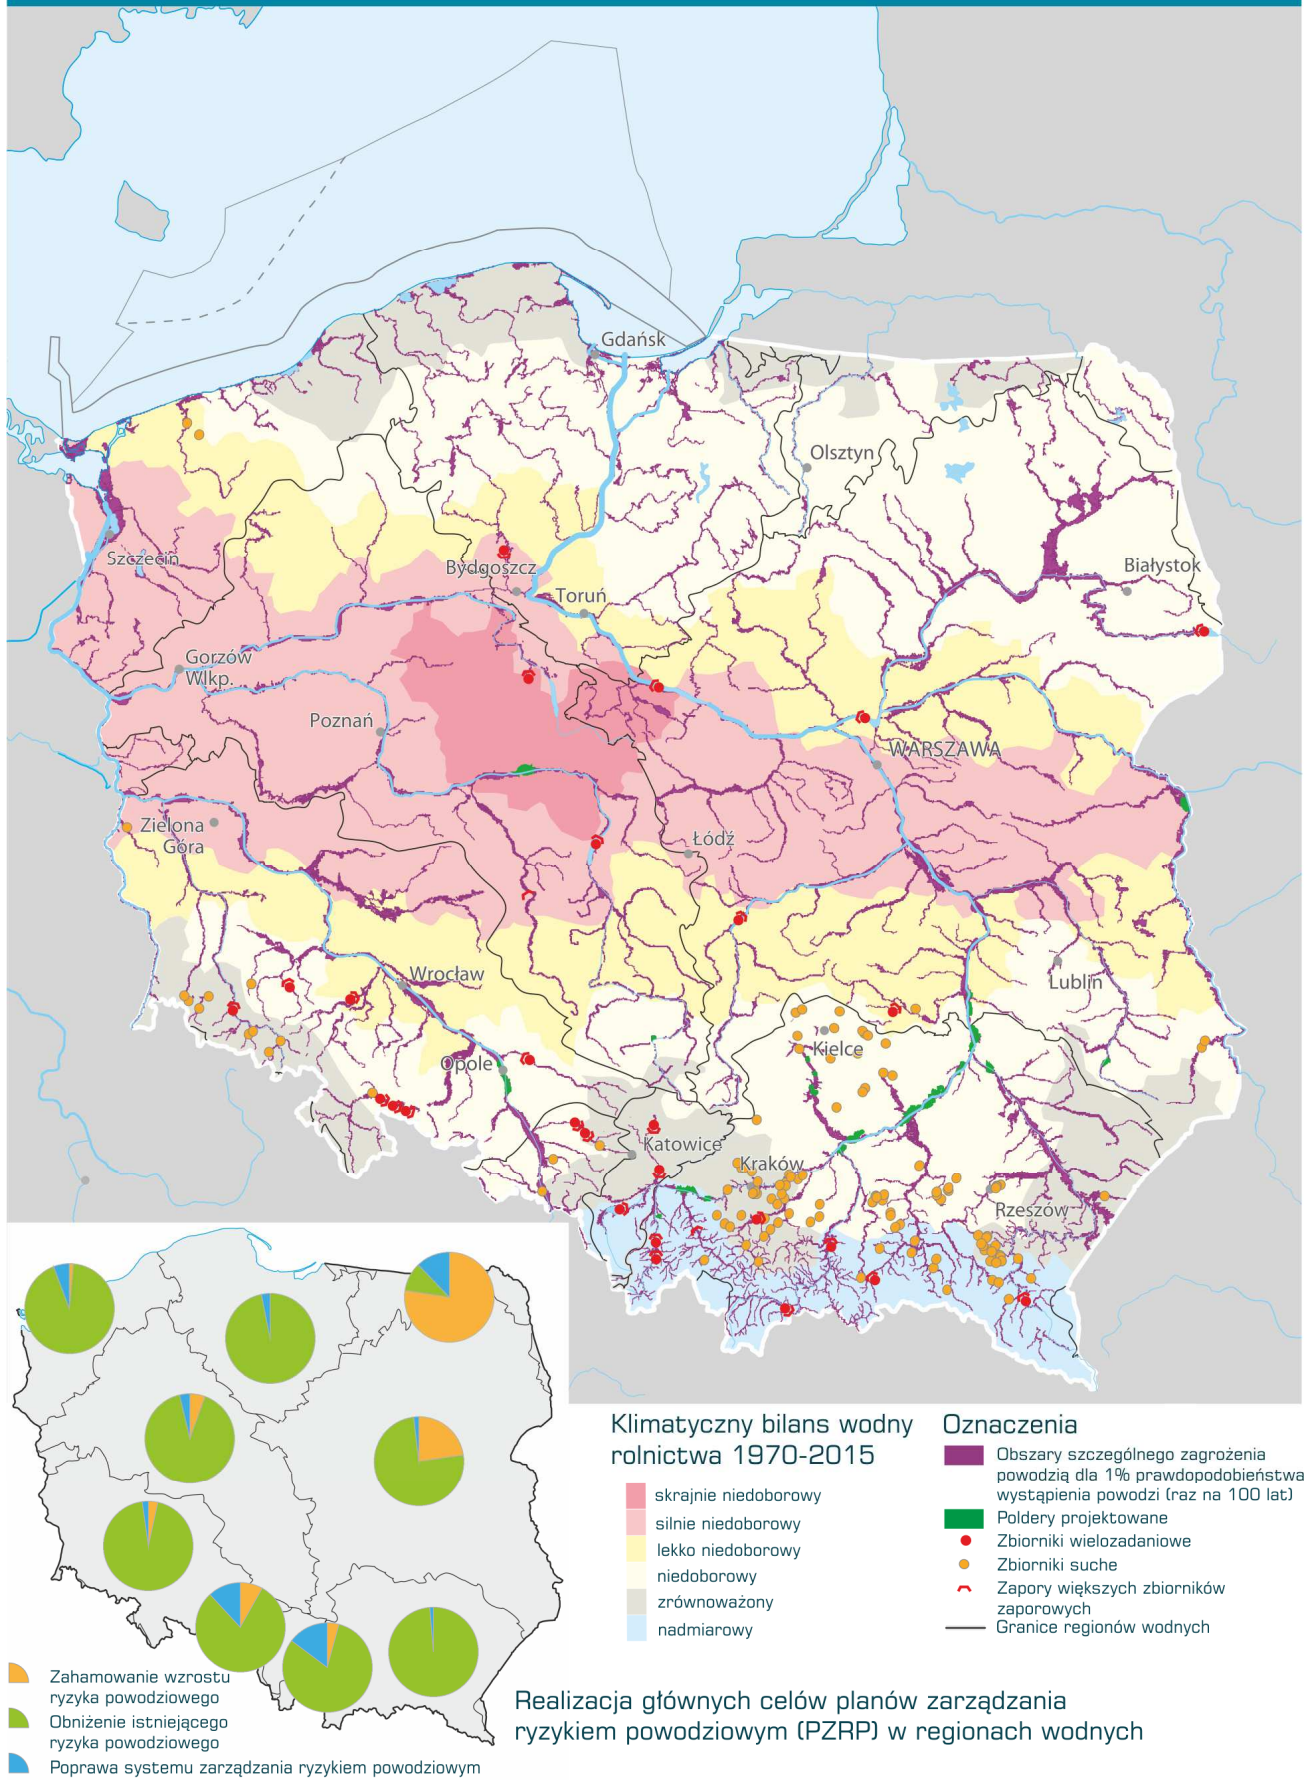 Gdańsk
Olsztyn
Szczecin
Bydgoszcz
Białystok
Toruń
Gorzów
Wlkp.
Poznań
WARSZAWA
Zielona
Góra
Łódź
Wrocław
Lublin
Kielce
Opole
Katowice
Kraków
Rzeszów
Klimatyczny bilans wodny
rolnictwa 1970-2015
skrajnie niedoborowy
silnie niedoborowy
lekko niedoborowy
niedoborowy
zrównoważony
nadmiarowy
Oznaczenia
Obszary szczególnego zagrożenia
powodzią dla 1% prawdopodobieństwa
wystąpienia powodzi (raz na 100 lat)
Poldery projektowane
Zbiorniki wielozadaniowe
Zbiorniki suche
Zapory większych zbiorników
zaporowych
Granice regionów wodnych
Zahamowanie wzrostu
ryzyka powodziowego
Obniżenie istniejącego
ryzyka powodziowego
Poprawa systemu zarządzania ryzykiem powodziowym
Realizacja głównych celów planów zarządzania
ryzykiem powodziowym (PZRP) w regionach wodnych